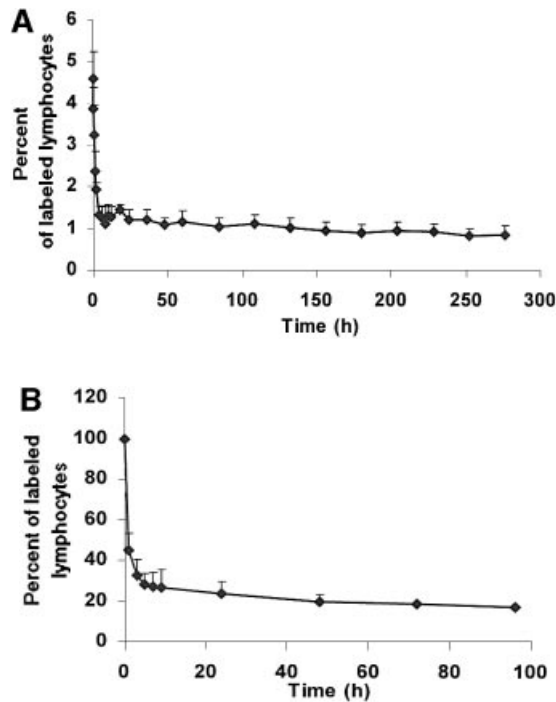 A
Percent
of labeled lymphocytes
6
5
4
3
2
1
0
0 50 100 150 200 250 300
Time (h)
B
Percent of labeled
lymphocytes
120
100
80
60
40
20
0
0 20 40 60 80 100
Time (h)